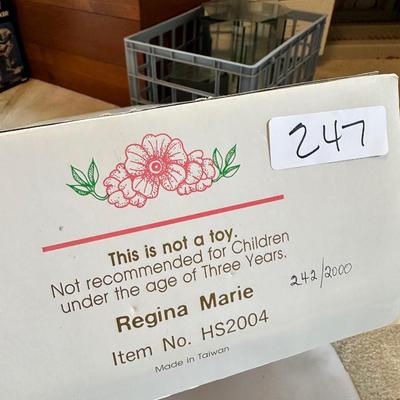 247
This is not a toy.
Not recommended for Children
under the age of Three Years.
242/2000
Regina Marie
Item No. HS2004
Made in Taiwan